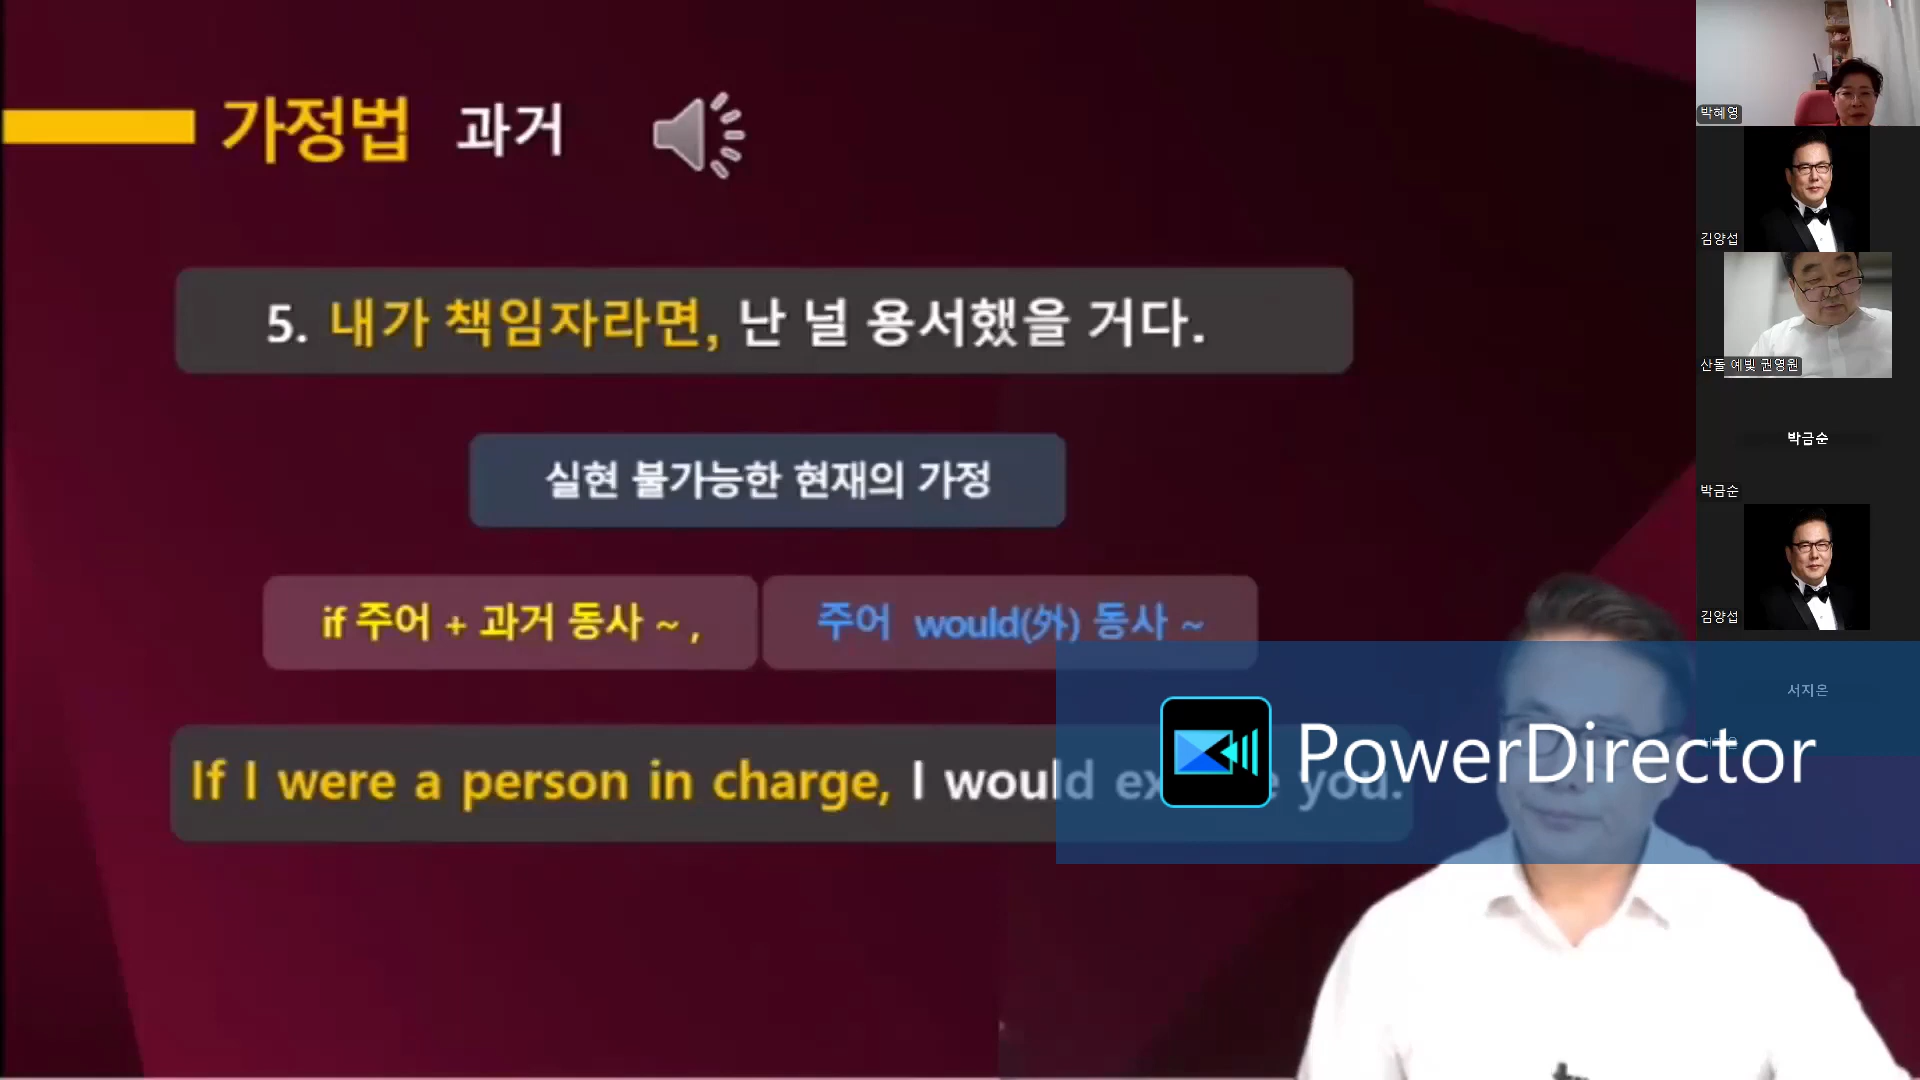 가정법 과거
5. 내가 책임자라면, 난 널 용서했을 거다.
실현 불가능한 현재의 가정
if 주어 + 과거 동사 ~ ,
주어 would(外) 동사 ~
If I were a person in charge, I would you.
PowerDirector
박혜영
김양섭
산돌 예빛 권영원
박금순
박금순
김양섭
서지온